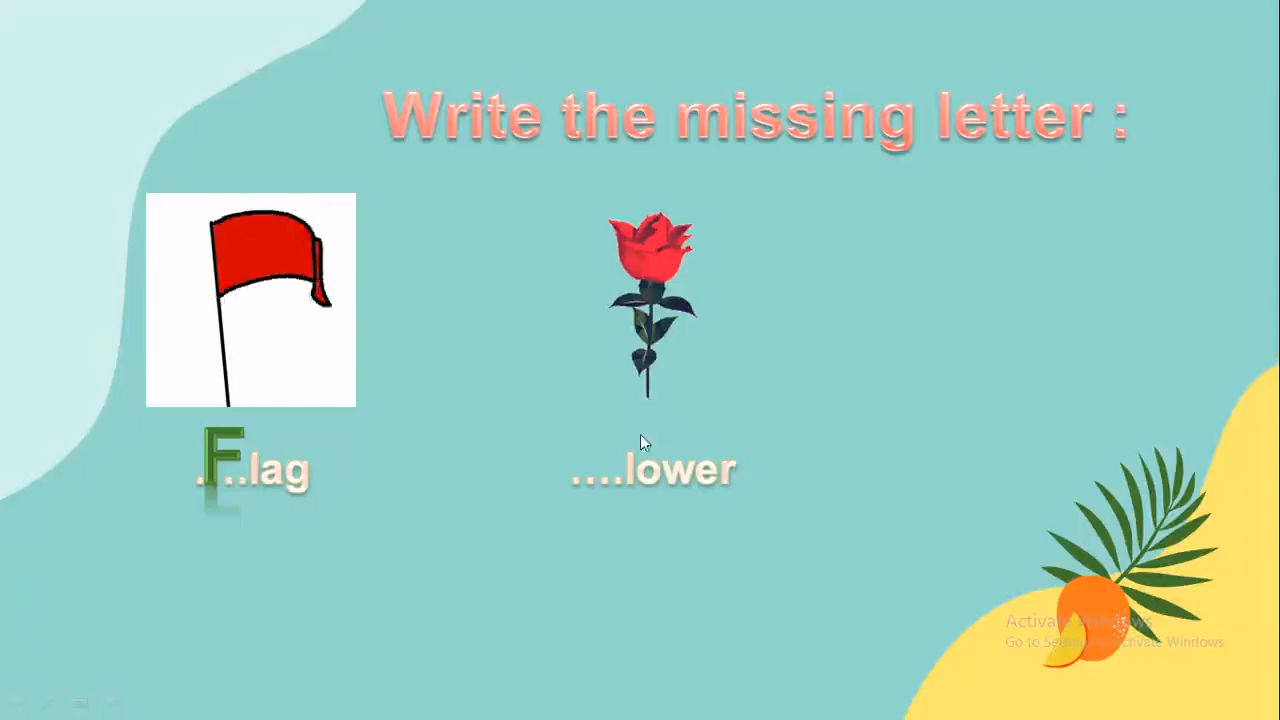 Write the missing letter :
.F..lag
....lower
Activate Windows
Go to Settings to Activate Windows